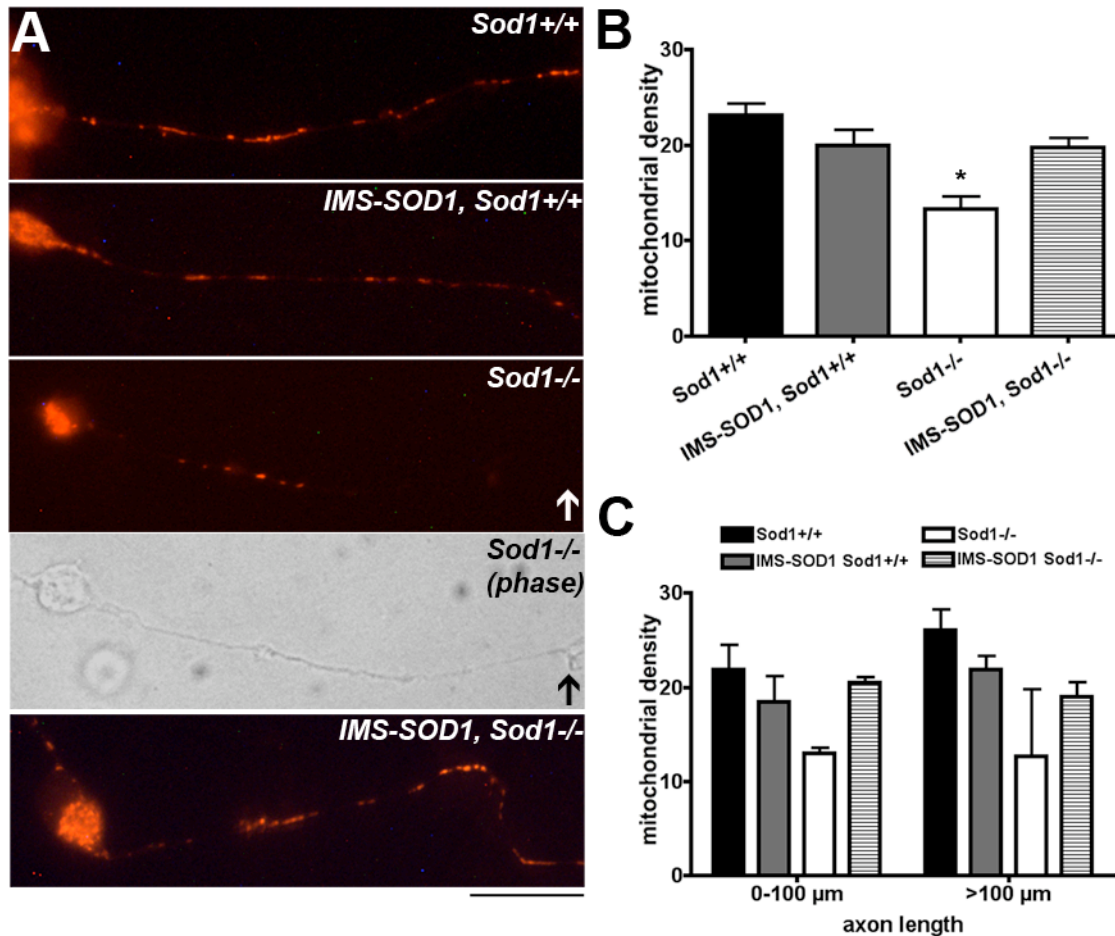 A
Sod1+/+
IMS-SOD1, Sod1+/+
Sod1-/-
Sod1-/-
(phase)
IMS-SOD1, Sod1-/-
B
mitochondrial density
30
20
10
0
Sod1+/+
IMS-SOD1, Sod1+/+
Sod1-/-
IMS-SOD1, Sod1-/-
*
C
Sod1+/+
Sod1-/-
IMS-SOD1 Sod1+/+
IMS-SOD1 Sod1-/-
mitochondrial density
30
20
10
0
0-100 µm
>100 µm
axon length